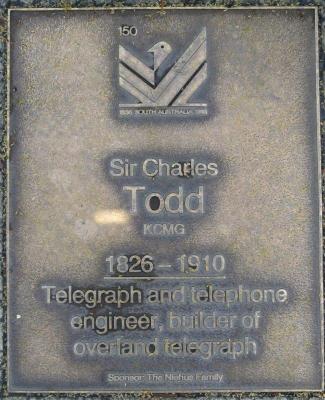 150
1836 SOUTH AUSTRALIA 1986
Sir Charles
Todd
KCMG
1826 – 1910
Telegraph and telephone
engineer, builder of
overland telegraph
Sponsor: The Niehus Family